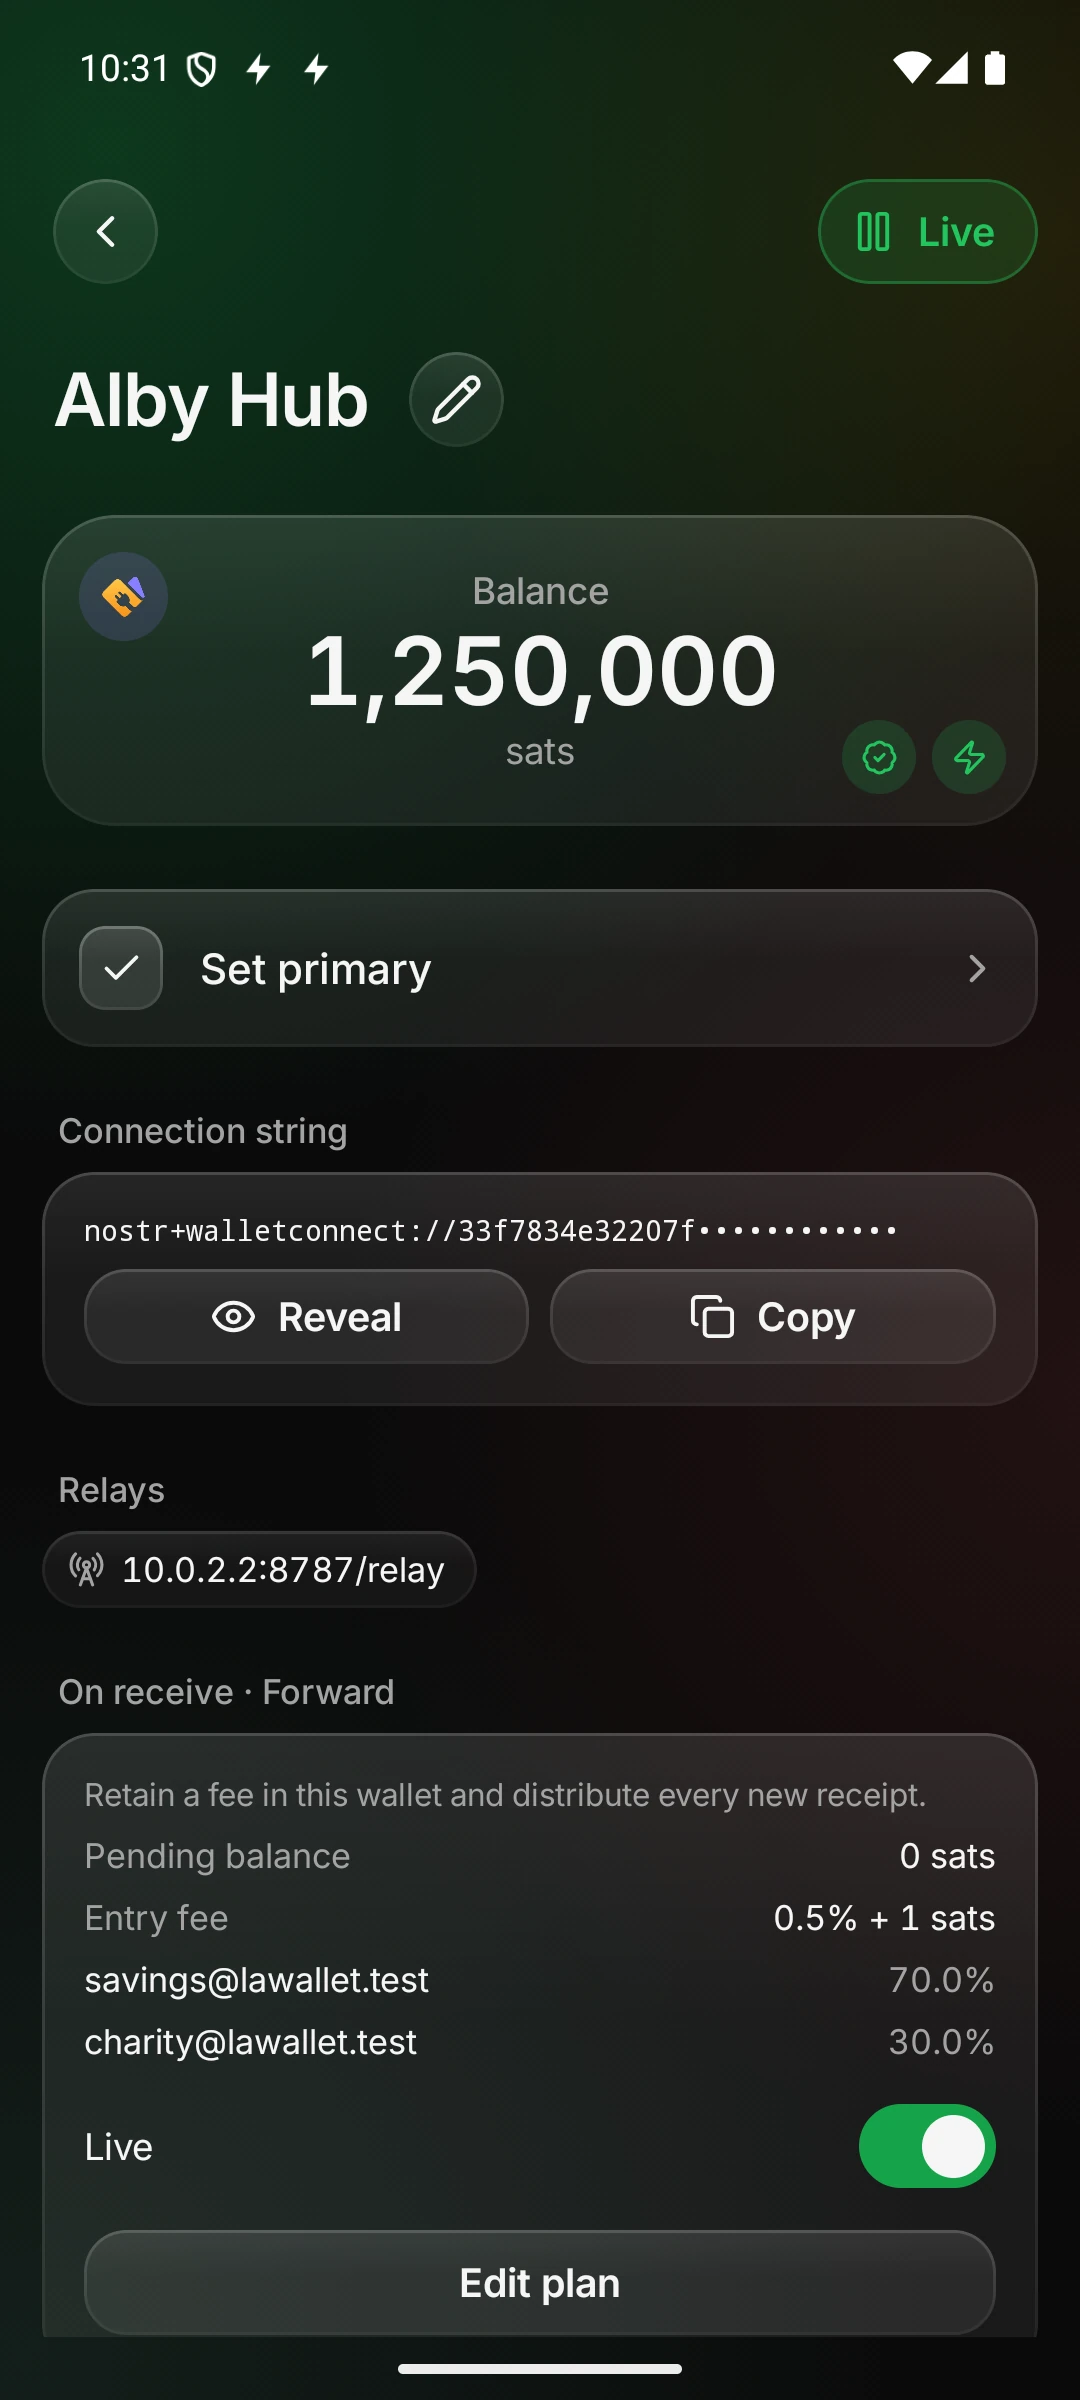 10:31
Live
Alby Hub
Balance
1,250,000
sats
Set primary
Connection string
nostr+walletconnect://33f7834e32207f••••••••••••
Reveal
Copy
Relays
10.0.2.2:8787/relay
On receive · Forward
Retain a fee in this wallet and distribute every new receipt.
Pending balance 0 sats
Entry fee 0.5% + 1 sats
savings@lawallet.test 70.0%
charity@lawallet.test 30.0%
Live
Edit plan